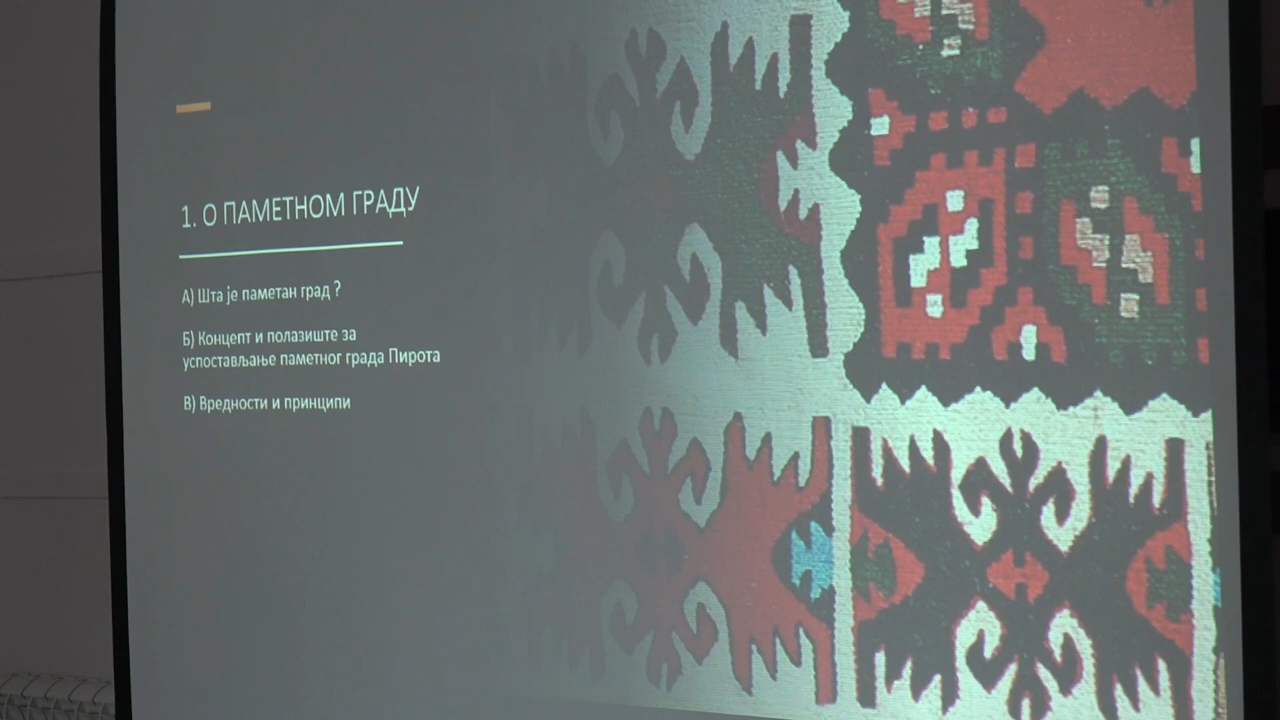 1. О ПАМЕТНОМ ГРАДУ
А) Шта је паметан град ?
Б) Концепт и полазиште за
успостављање паметног града Пирота
В) Вредности и принципи